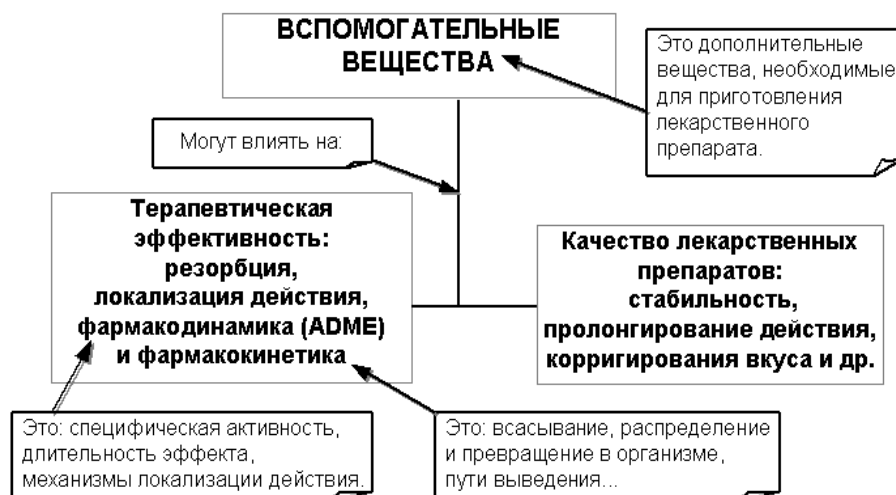 ВСПОМОГАТЕЛЬНЫЕ
ВЕЩЕСТВА
Это дополнительные
вещества, необходимые
для приготовления
лекарственного
препарата.
Могут влиять на:
Терапевтическая
эффективность:
резорбция,
локализация действия,
фармакодинамика (ADME)
и фармакокинетика
Качество лекарственных
препаратов:
стабильность,
пролонгирование действия,
корригирования вкуса и др.
Это: специфическая активность,
длительность эффекта,
механизмы локализации действия.
Это: всасывание, распределение
и превращение в организме,
пути выведения...